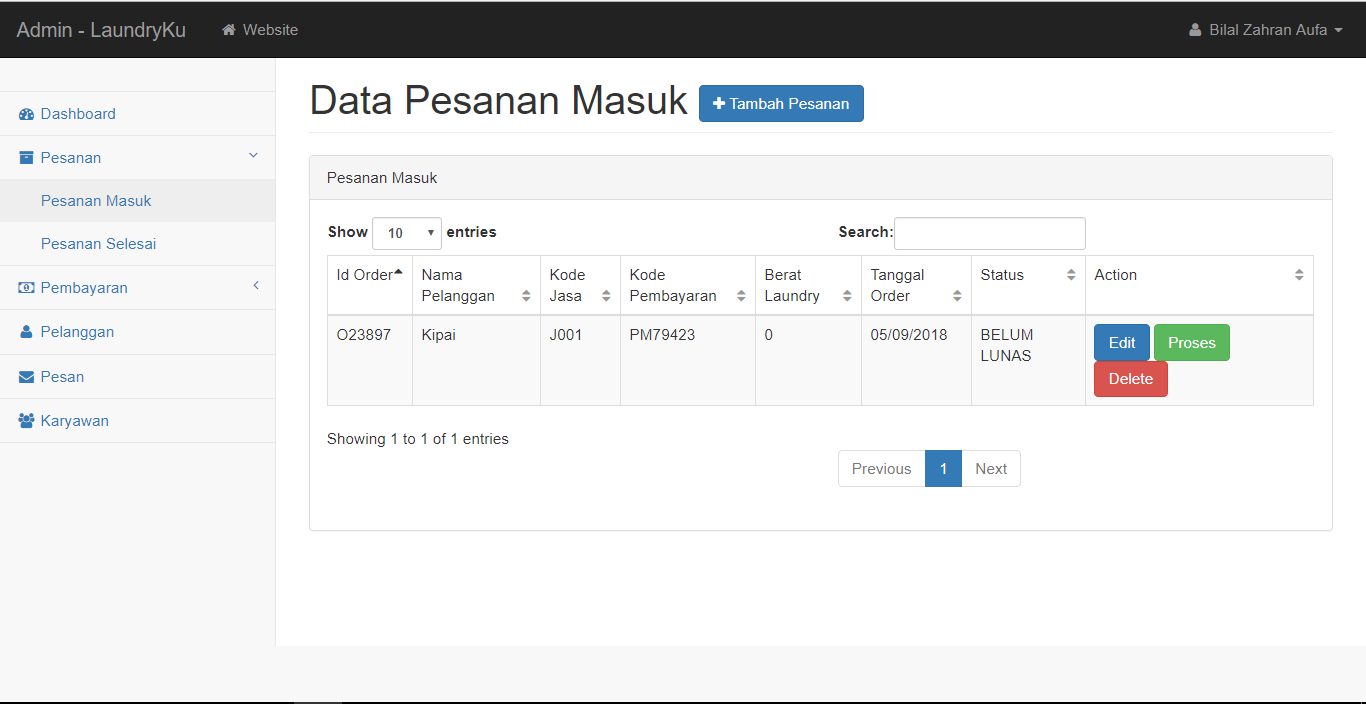 Admin - LaundryKu
Website
Bilal Zahran Aufa
Dashboard
Pesanan
Pesanan Masuk
Pesanan Selesai
Pembayaran
Pelanggan
Pesan
Karyawan
Data Pesanan Masuk
Tambah Pesanan
Pesanan Masuk
Show 10 entries
Search:
Id Order
Nama
Pelanggan
Kode
Jasa
Kode
Pembayaran
Berat
Laundry
Tanggal
Order
Status
Action
O23897
Kipai
J001
PM79423
0
05/09/2018
BELUM
LUNAS
Edit
Proses
Delete
Showing 1 to 1 of 1 entries
Previous
1
Next